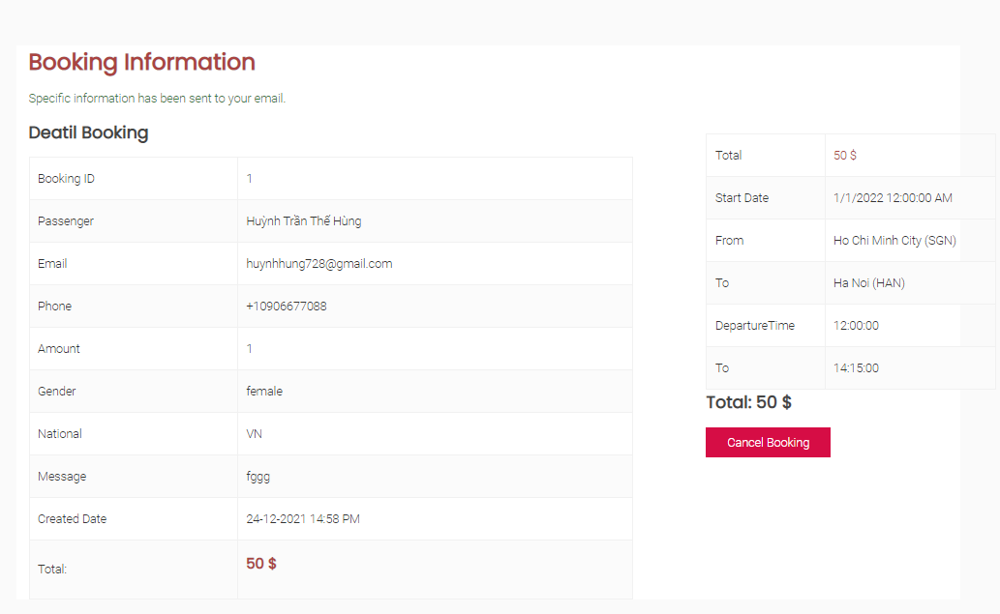 Booking Information
Specific information has been sent to your email.
Deatil Booking
Booking ID 1
Passenger Huỳnh Trần Thế Hùng
Email huynhhung728@gmail.com
Phone +10906677088
Amount 1
Gender female
National VN
Message fggg
Created Date 24-12-2021 14:58 PM
Total: 50 $
Total 50 $
Start Date 1/1/2022 12:00:00 AM
From Ho Chi Minh City (SGN)
To Ha Noi (HAN)
DepartureTime 12:00:00
To 14:15:00
Total: 50 $
Cancel Booking